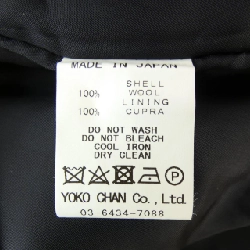 MADE IN JAPAN
SHELL
100% WOOL
LINING
100% CUPRA
DO NOT WASH
DO NOT BLEACH
COOL IRON
DRY CLEAN
YOKO CHAN Co., Ltd.
03 6434-7088